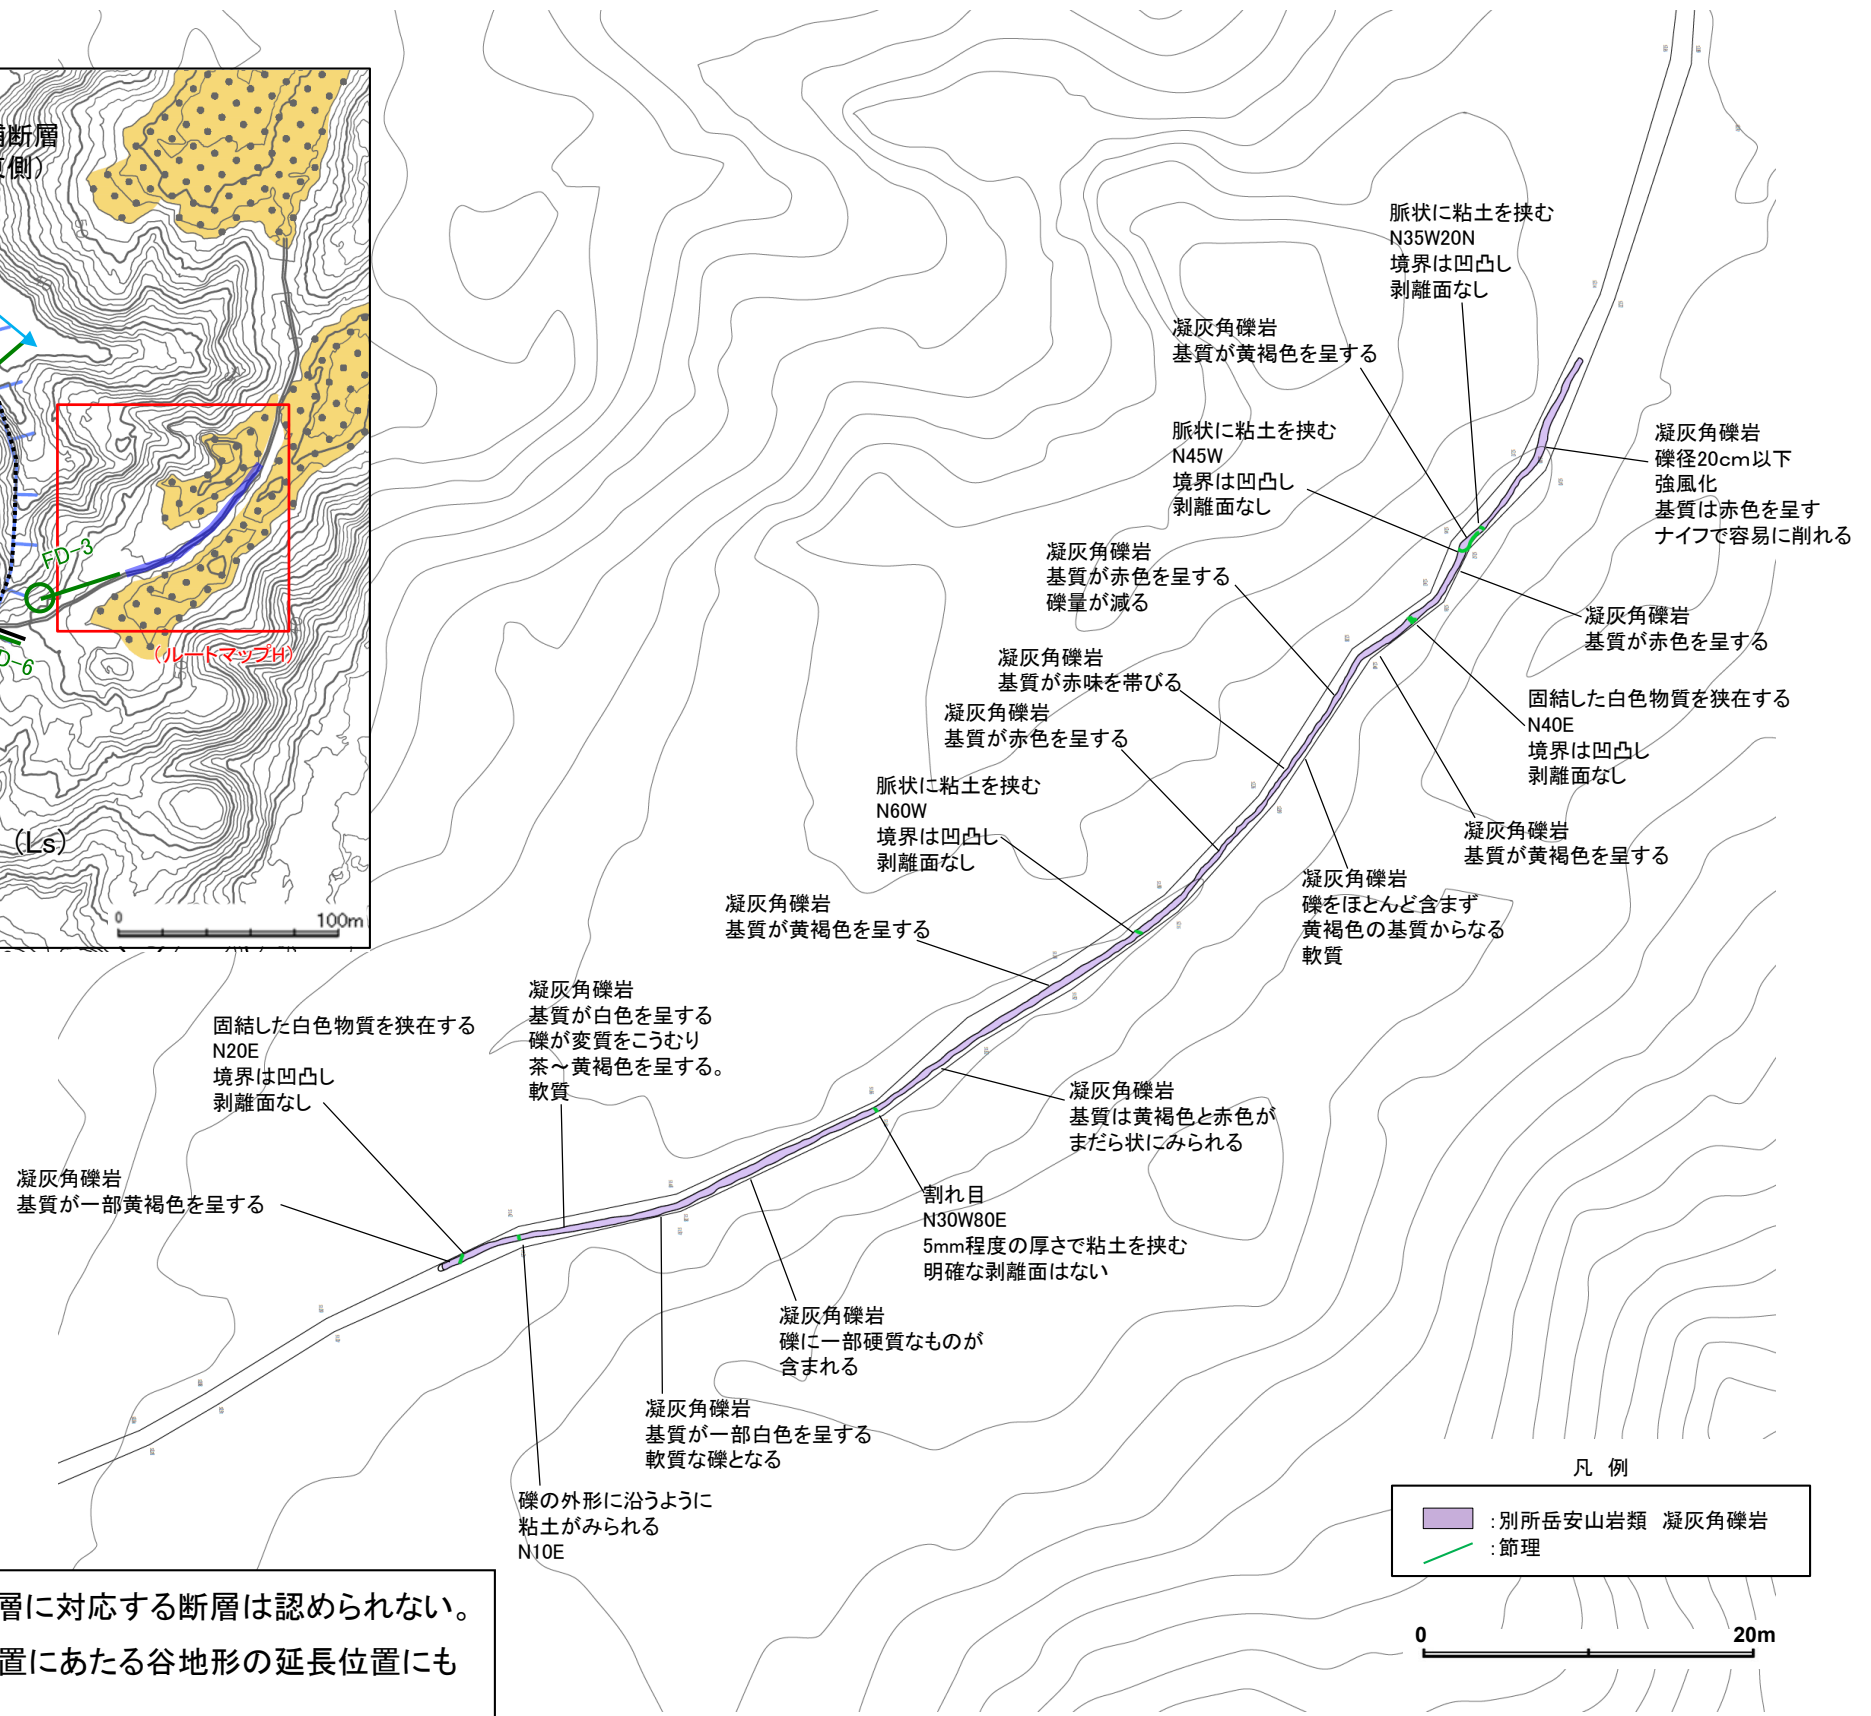 断層
側)
FD-3
D-6
(ルートマップH)
(Ls)
0 100m
脈状に粘土を挟む
N35W20N
境界は凹凸し
剥離面なし
凝灰角礫岩
基質が黄褐色を呈する
脈状に粘土を挟む
N45W
境界は凹凸し
剥離面なし
凝灰角礫岩
礫径20cm以下
強風化
基質は赤色を呈す
ナイフで容易に削れる
凝灰角礫岩
基質が赤色を呈する
礫量が減る
凝灰角礫岩
基質が赤色を呈する
凝灰角礫岩
基質が赤味を帯びる
固結した白色物質を狭在する
N40E
境界は凹凸し
剥離面なし
凝灰角礫岩
基質が赤色を呈する
脈状に粘土を挟む
N60W
境界は凹凸し
剥離面なし
凝灰角礫岩
基質が黄褐色を呈する
凝灰角礫岩
礫をほとんど含まず
黄褐色の基質からなる
軟質
凝灰角礫岩
基質が黄褐色を呈する
凝灰角礫岩
基質が白色を呈する
礫が変質をこうむり
茶～黄褐色を呈する。
軟質
固結した白色物質を狭在する
N20E
境界は凹凸し
剥離面なし
凝灰角礫岩
基質は黄褐色と赤色が
まだら状にみられる
凝灰角礫岩
基質が一部黄褐色を呈する
割れ目
N30W80E
5mm程度の厚さで粘土を挟む
明確な剥離面はない
凝灰角礫岩
礫に一部硬質なものが
含まれる
凝灰角礫岩
基質が一部白色を呈する
軟質な礫となる
礫の外形に沿うように
粘土がみられる
N10E
凡 例
:別所岳安山岩類 凝灰角礫岩
:節理
層に対応する断層は認められない。
置にあたる谷地形の延長位置にも
0 20m